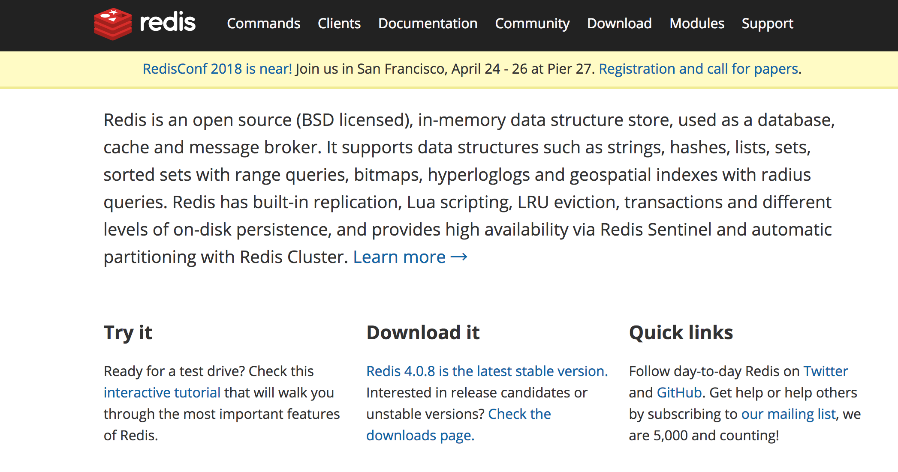 redis Commands Clients Documentation Community Download Modules Support
RedisConf 2018 is near! Join us in San Francisco, April 24 - 26 at Pier 27. Registration and call for papers.
Redis is an open source (BSD licensed), in-memory data structure store, used as a database,
cache and message broker. It supports data structures such as strings, hashes, lists, sets,
sorted sets with range queries, bitmaps, hyperloglogs and geospatial indexes with radius
queries. Redis has built-in replication, Lua scripting, LRU eviction, transactions and different
levels of on-disk persistence, and provides high availability via Redis Sentinel and automatic
partitioning with Redis Cluster. Learn more →
Try it
Ready for a test drive? Check this
interactive tutorial that will walk you
through the most important features
of Redis.
Download it
Redis 4.0.8 is the latest stable version.
Interested in release candidates or
unstable versions? Check the
downloads page.
Quick links
Follow day-to-day Redis on Twitter
and GitHub. Get help or help others
by subscribing to our mailing list, we
are 5,000 and counting!